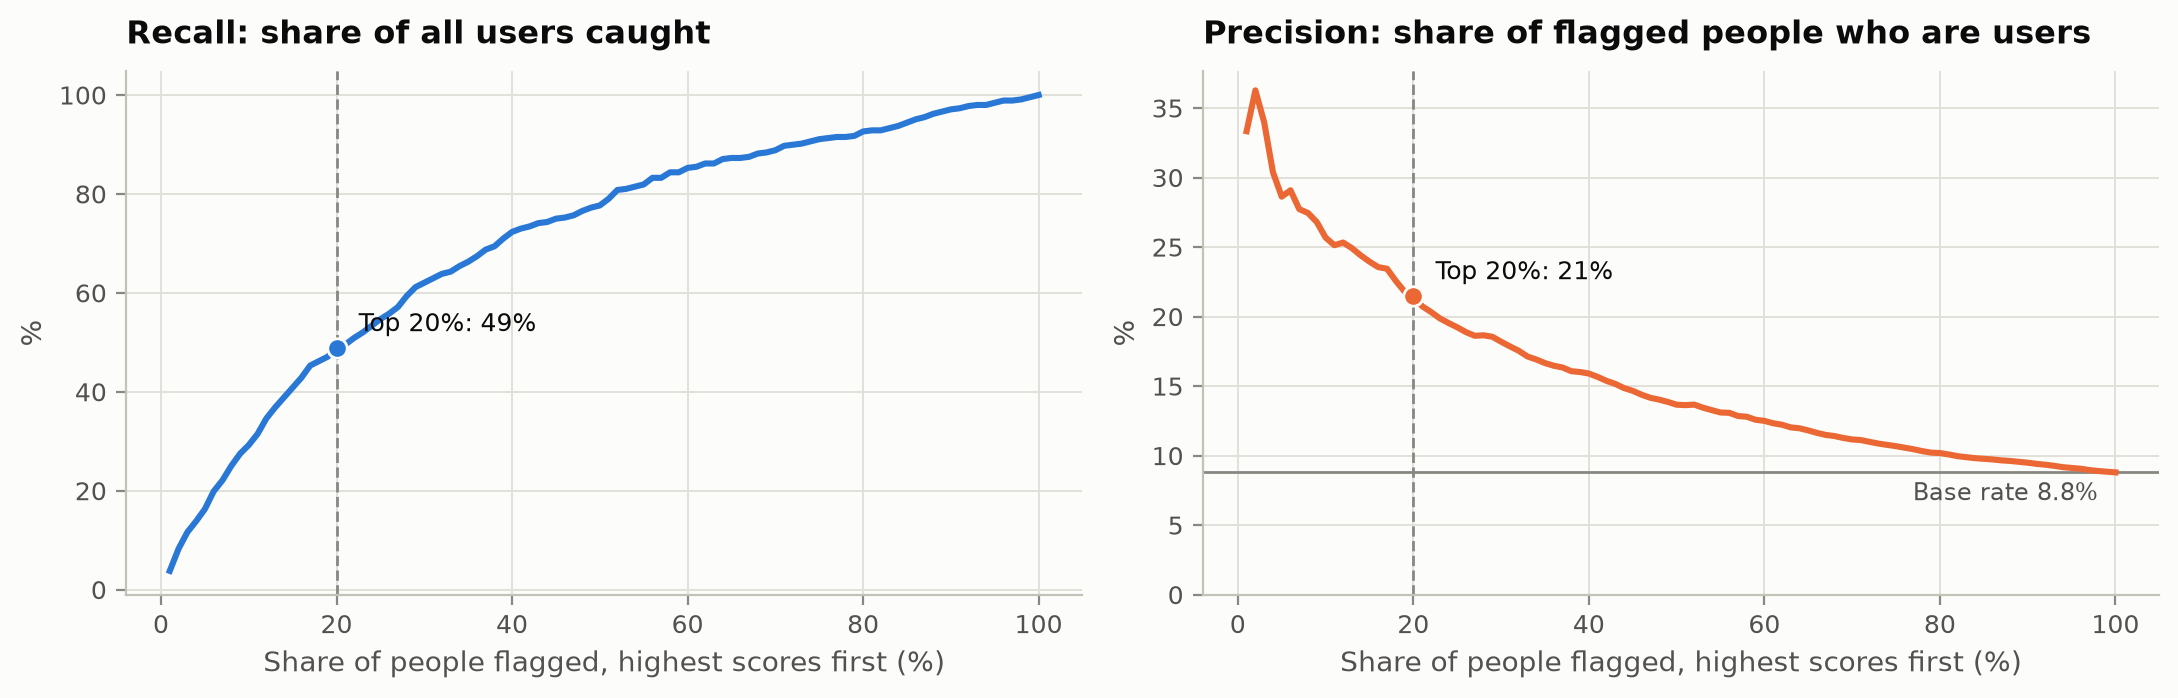 Recall: share of all users caught
100
80
60
40
20
0
%
Top 20%: 49%
0 20 40 60 80 100
Share of people flagged, highest scores first (%)
Precision: share of flagged people who are users
35
30
25
20
15
10
5
0
%
Top 20%: 21%
Base rate 8.8%
0 20 40 60 80 100
Share of people flagged, highest scores first (%)